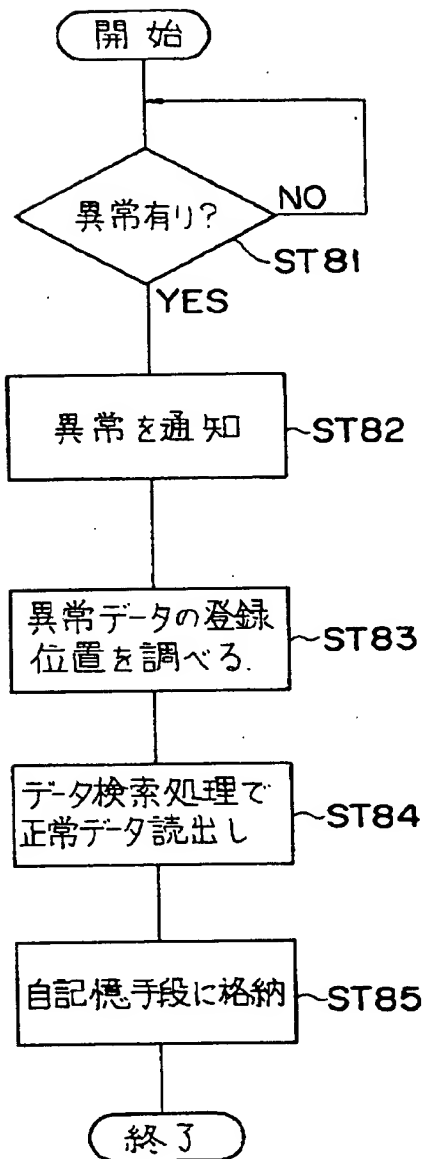 開始
異常有り?
NO
ST81
YES
異常を通知
ST82
異常データの登録
位置を調べる.
ST83
データ検索処理で
正常データ読出し
ST84
自記憶手段に格納
ST85
終了